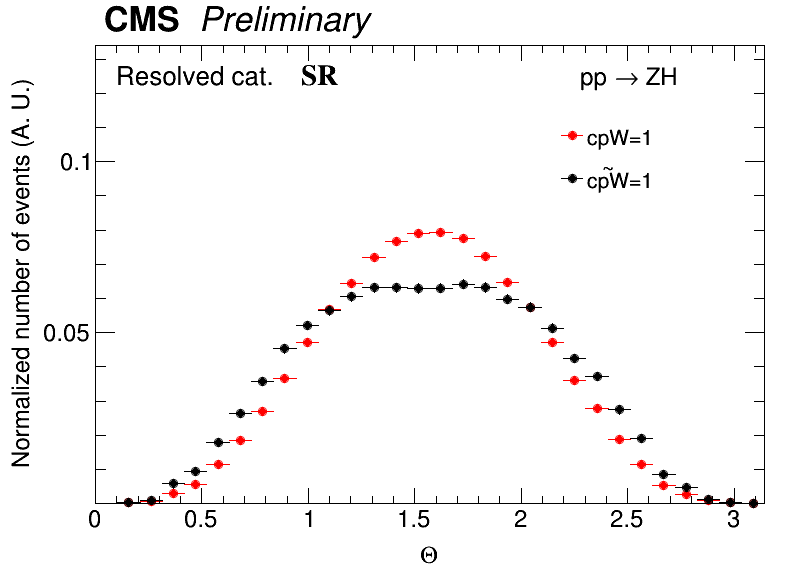 CMS Preliminary
Resolved cat. SR
pp → ZH
cpW=1
cpW̃=1
Normalized number of events (A. U.)
0.1
0.05
0 0.5 1 1.5 2 2.5 3
Θ